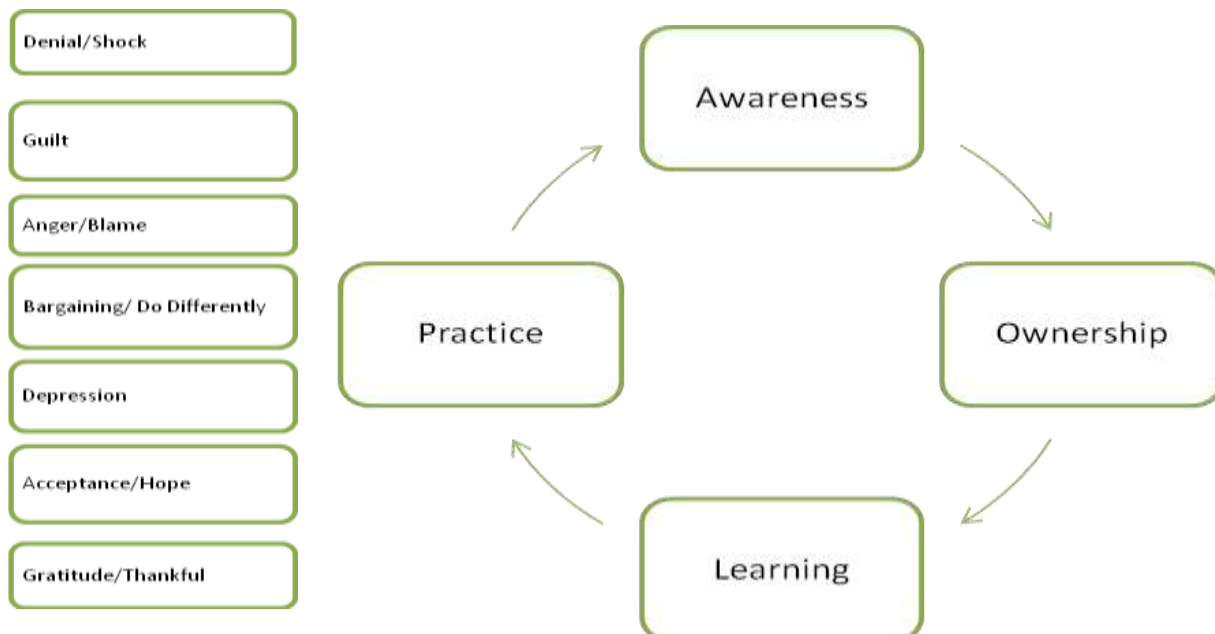 Denial/Shock
Guilt
Anger/Blame
Bargaining/ Do Differently
Depression
Acceptance/Hope
Gratitude/Thankful
Awareness
Ownership
Learning
Practice